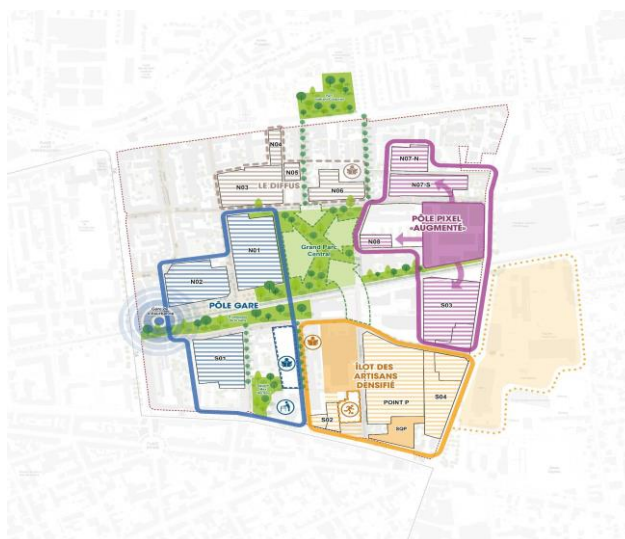 N04
N05
N03
LE DIFFUS
N06
N07-N
N07-S
PÔLE PIXEL
«AUGMENTÉ»
N08
N01
Grand Parc
Central
N02
PÔLE GARE
S03
S01
ÎLOT DES
ARTISANS
DENSIFIÉ
POINT P
S04
S02
SQP